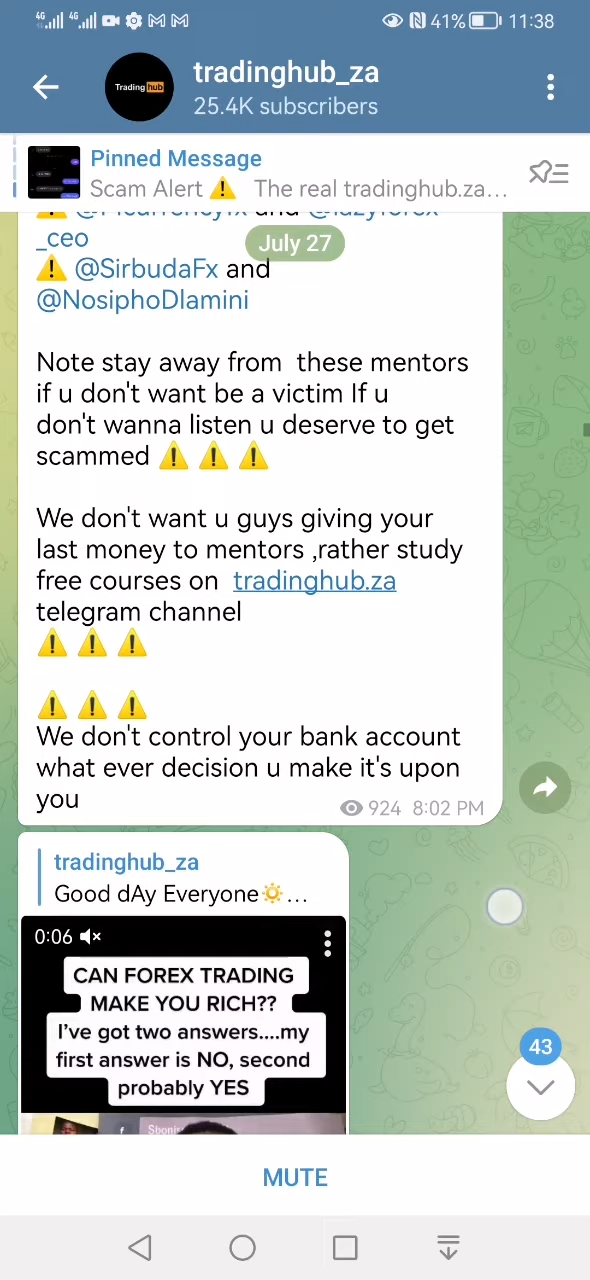 4G 4G 41% 11:38
Trading hub
tradinghub_za
25.4K subscribers
Pinned Message
Scam Alert ⚠️ The real tradinghub.za...
_ceo
July 27
⚠️ @SirbudaFx and
@NosiphoDlamini
Note stay away from these mentors
if u don't want be a victim If u
don't wanna listen u deserve to get
scammed ⚠️ ⚠️ ⚠️
We don't want u guys giving your
last money to mentors ,rather study
free courses on tradinghub.za
telegram channel
⚠️ ⚠️ ⚠️
⚠️ ⚠️ ⚠️
We don't control your bank account
what ever decision u make it's upon
you
924 8:02 PM
tradinghub_za
Good dAy Everyone🔅...
0:06
CAN FOREX TRADING
MAKE YOU RICH??
I've got two answers....my
first answer is NO, second
probably YES
43
MUTE